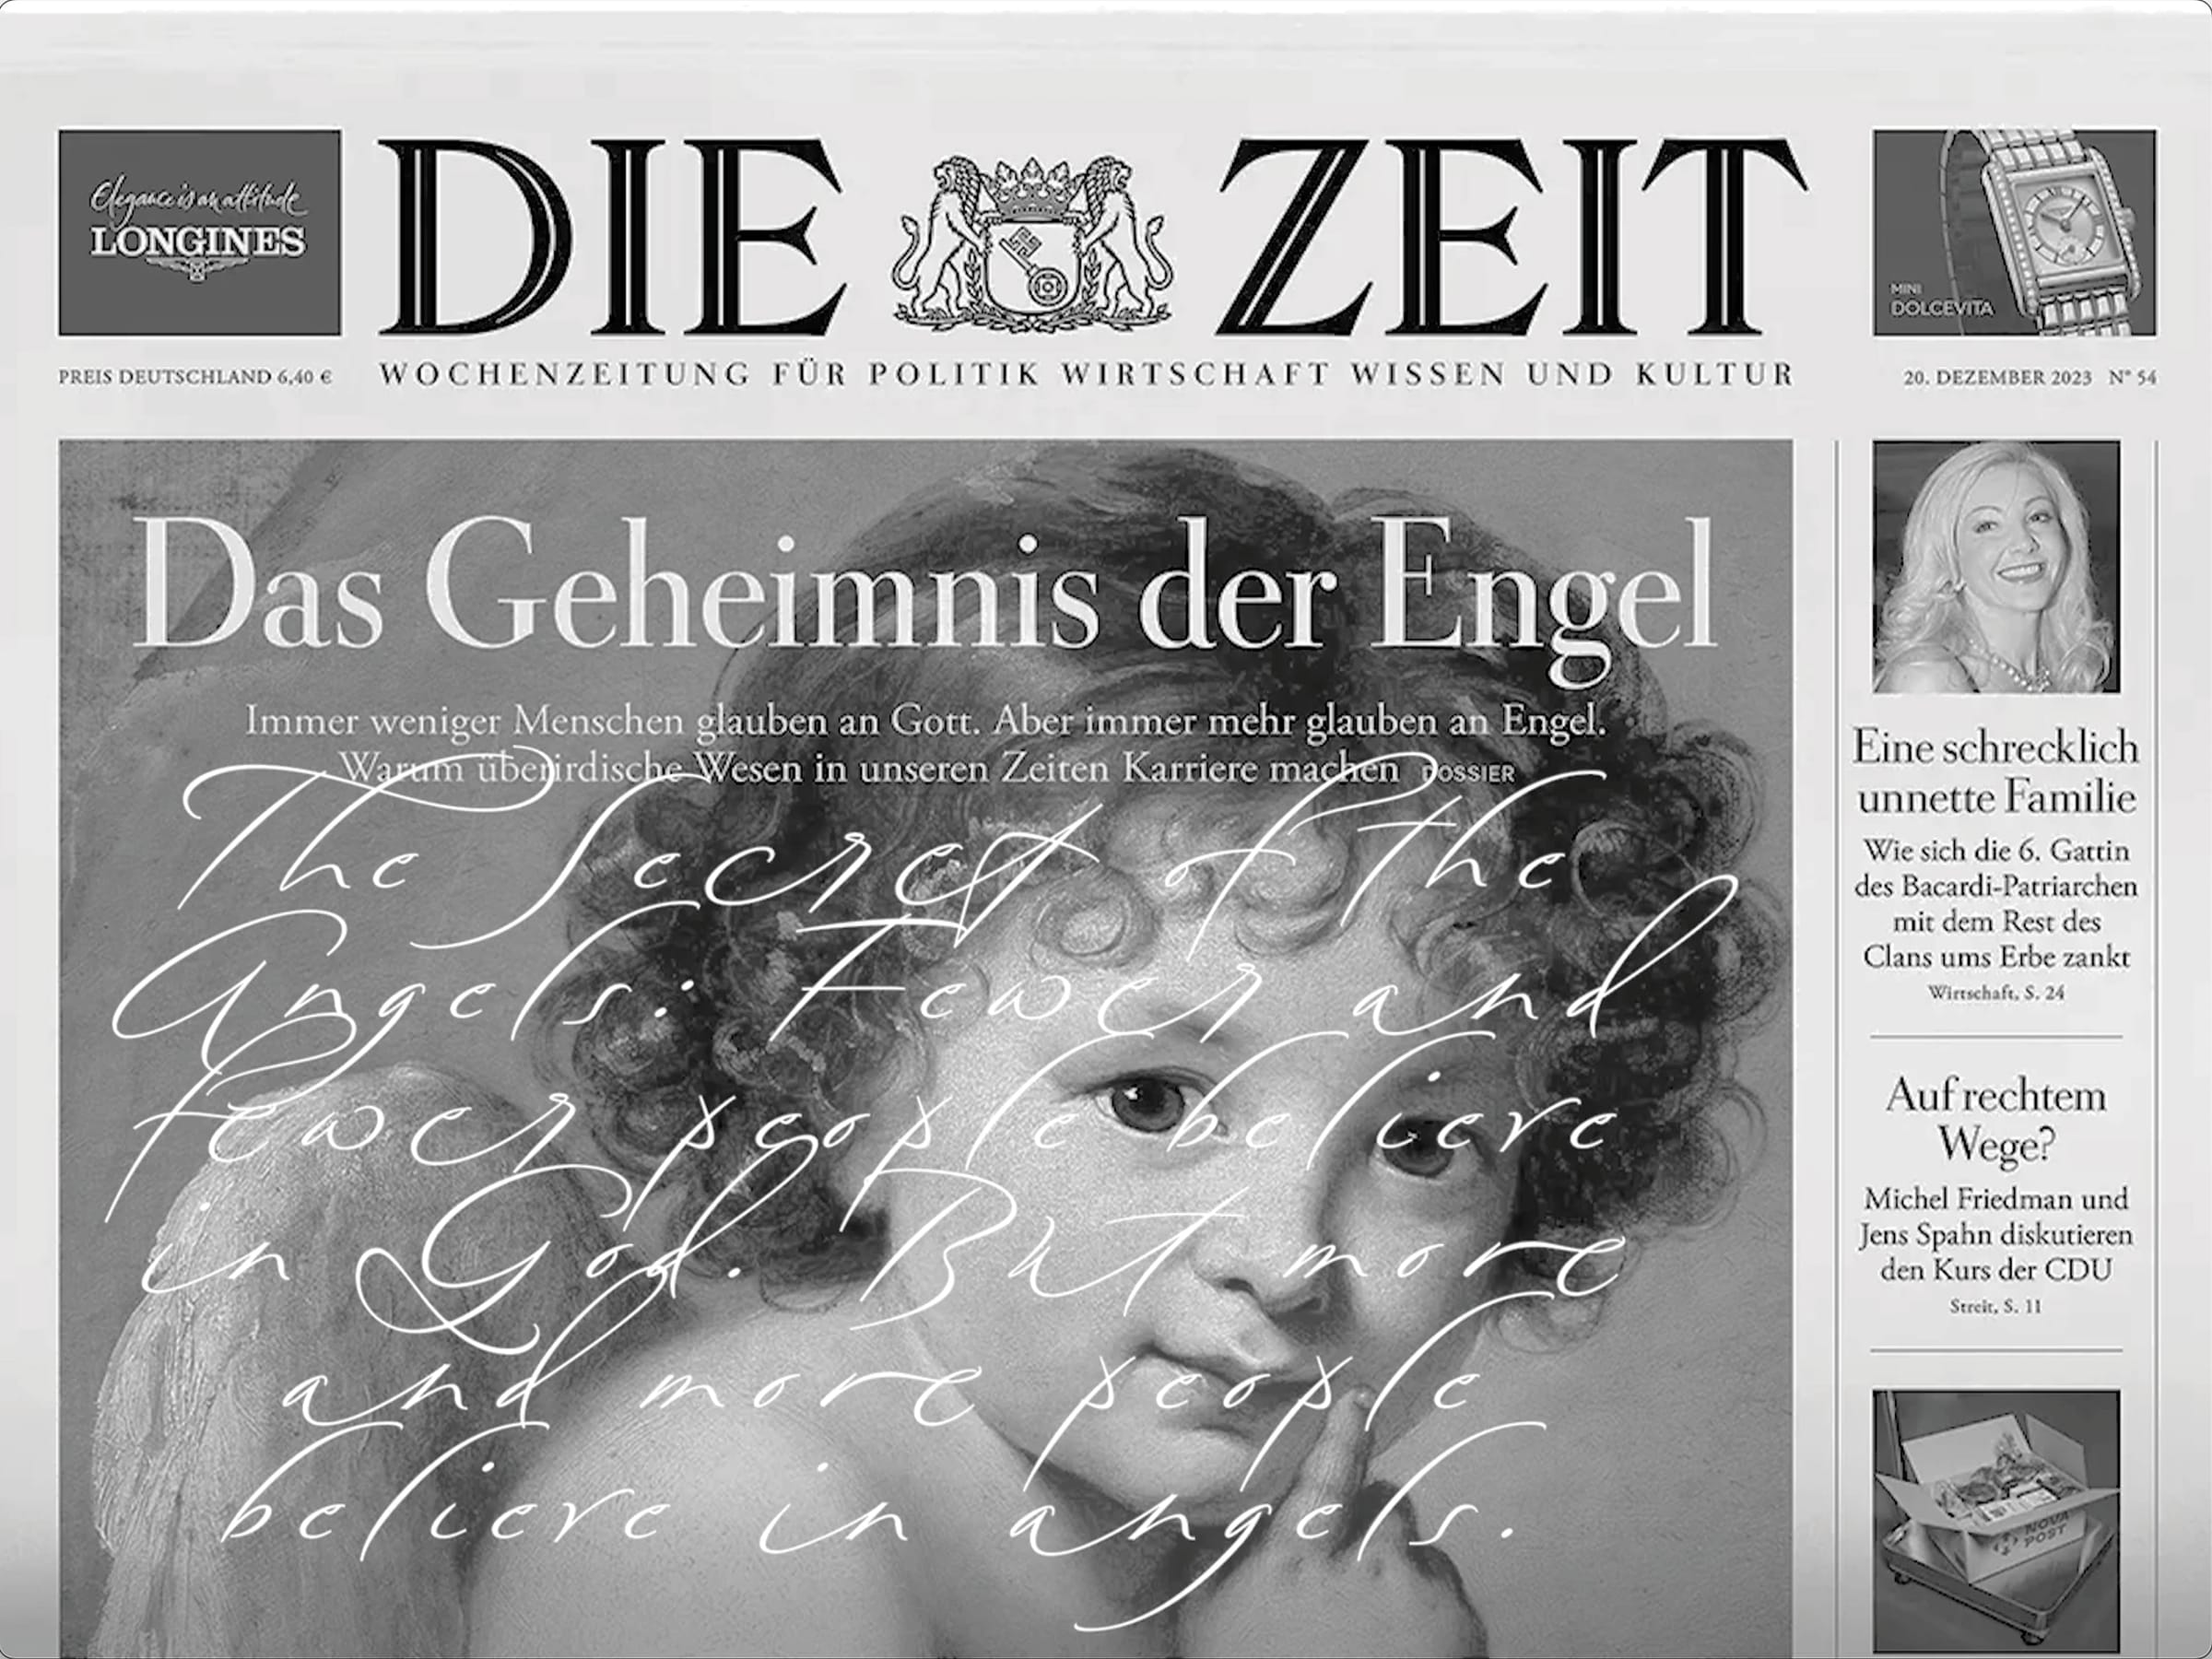 Elegance is an attitude
LONGINES
DIE ZEIT
MINI
DOLCEVITA
PREIS DEUTSCHLAND 6,40 €
WOCHENZEITUNG FÜR POLITIK WIRTSCHAFT WISSEN UND KULTUR
20. DEZEMBER 2023 N° 54
Das Geheimnis der Engel
Immer weniger Menschen glauben an Gott. Aber immer mehr glauben an Engel.
Warum überirdische Wesen in unseren Zeiten Karriere machen DOSSIER
The Secret of the
Angels: Fewer and
fewer people believe
in God. But more
and more people
believe in angels.
Eine schrecklich
unnette Familie
Wie sich die 6. Gattin
des Bacardi-Patriarchen
mit dem Rest des
Clans ums Erbe zankt
Wirtschaft, S. 24
Auf rechtem
Wege?
Michel Friedman und
Jens Spahn diskutieren
den Kurs der CDU
Streit, S. 11
NOVA
POST